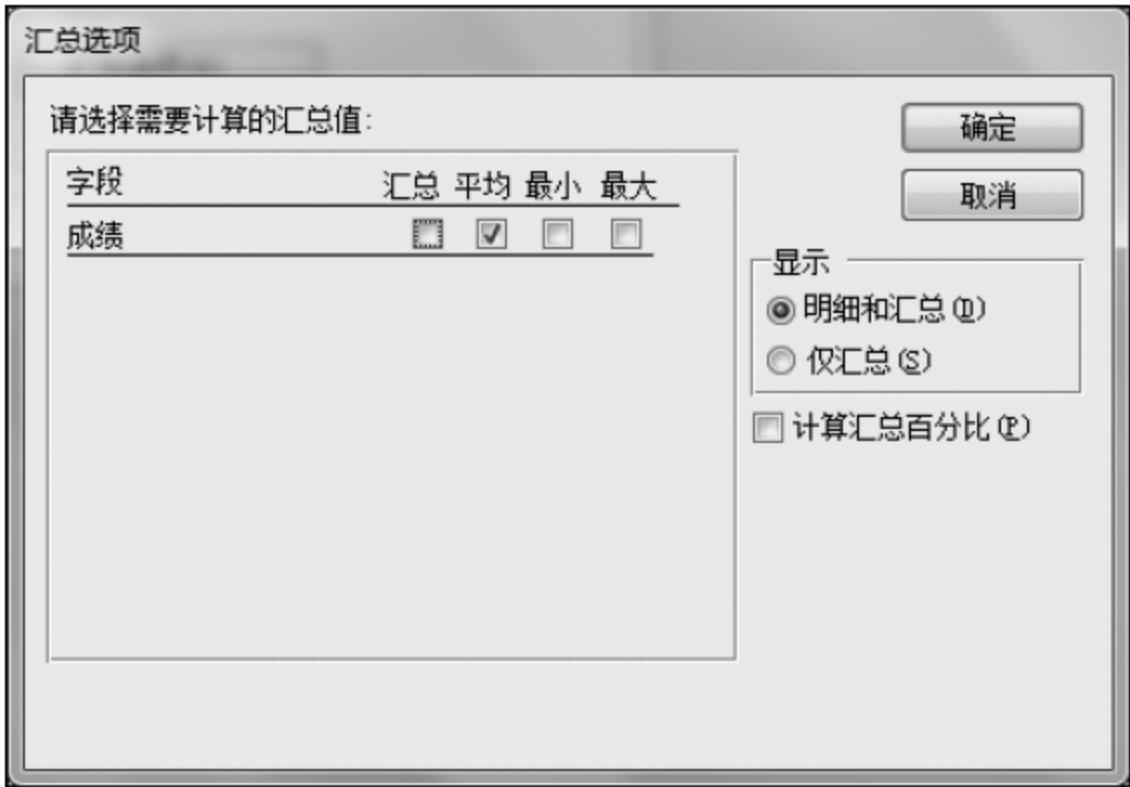 汇总选项
请选择需要计算的汇总值:
确定
取消
字段 汇总 平均 最小 最大
成绩
显示
明细和汇总(D)
仅汇总(S)
计算汇总百分比(P)